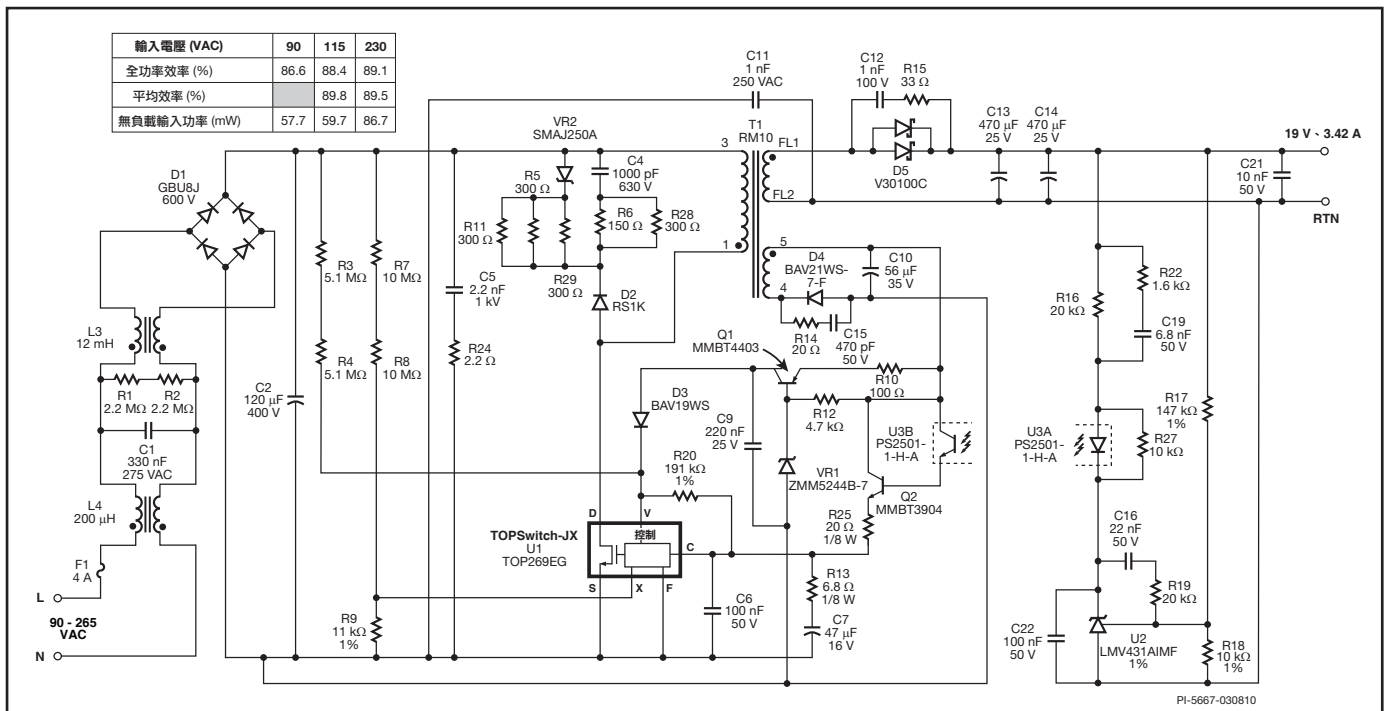 輸入電壓 (VAC) 90 115 230
全功率效率 (%) 86.6 88.4 89.1
平均效率 (%) 89.8 89.5
無負載輸入功率 (mW) 57.7 59.7 86.7
C11
1 nF
250 VAC
C12
1 nF
100 V
R15
33 Ω
VR2
SMAJ250A
T1
RM10
3
FL1
C13
470 μF
25 V
C14
470 μF
25 V
19 V、3.42 A
D1
GBU8J
600 V
C4
1000 pF
630 V
D5
V30100C
C21
10 nF
50 V
R5
300 Ω
FL2
RTN
R11
300 Ω
R6
150 Ω
R28
300 Ω
1
5
R3
5.1 MΩ
R7
10 MΩ
C5
2.2 nF
1 kV
R29
300 Ω
D2
RS1K
D4
BAV21WS-
7-F
C10
56 μF
35 V
4
R22
1.6 kΩ
R16
20 kΩ
C19
6.8 nF
50 V
L3
12 mH
R14
20 Ω
C15
470 pF
50 V
Q1
MMBT4403
R4
5.1 MΩ
R8
10 MΩ
R24
2.2 Ω
R10
100 Ω
R1
2.2 MΩ
R2
2.2 MΩ
C2
120 μF
400 V
D3
BAV19WS
R12
4.7 kΩ
R17
147 kΩ
1%
C9
220 nF
25 V
U3B
PS2501-
1-H-A
U3A
PS2501-
1-H-A
R27
10 kΩ
C1
330 nF
275 VAC
R20
191 kΩ
1%
VR1
ZMM5244B-7
Q2
MMBT3904
L4
200 μH
D
V
R25
20 Ω
1/8 W
C16
22 nF
50 V
TOPSwitch-JX
U1
TOP269EG
控制
C
F1
4 A
S
X
F
R13
6.8 Ω
1/8 W
R19
20 kΩ
L
90 - 265
VAC
N
R9
11 kΩ
1%
C6
100 nF
50 V
C7
47 μF
16 V
C22
100 nF
50 V
U2
LMV431AIMF
1%
R18
10 kΩ
1%
PI-5667-030810